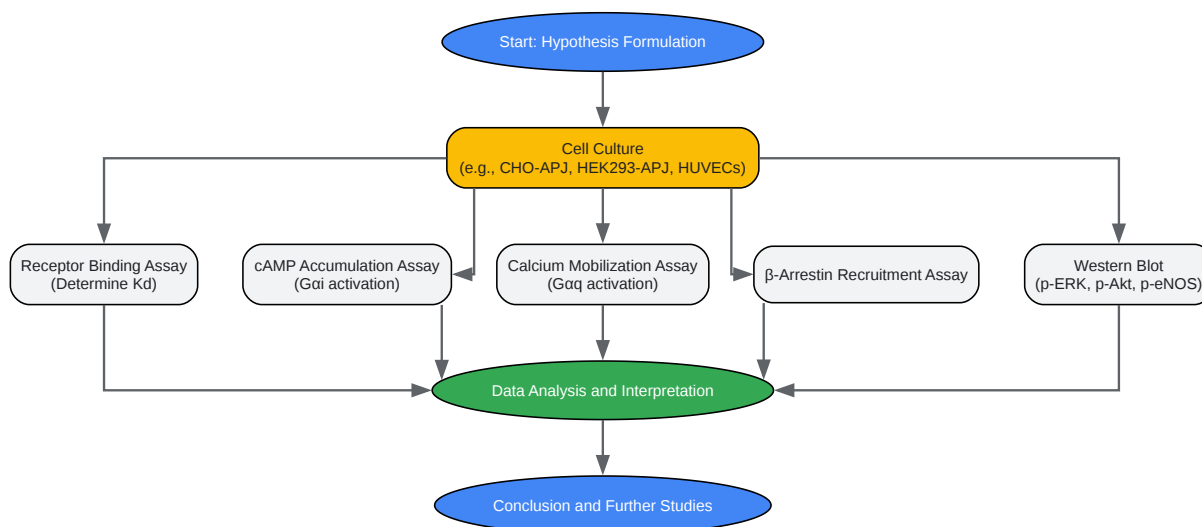 Start: Hypothesis Formulation
Cell Culture
(e.g., CHO-APJ, HEK293-APJ, HUVECs)
Receptor Binding Assay
(Determine Kd)
cAMP Accumulation Assay
(Gαi activation)
Calcium Mobilization Assay
(Gαq activation)
β-Arrestin Recruitment Assay
Western Blot
(p-ERK, p-Akt, p-eNOS)
Data Analysis and Interpretation
Conclusion and Further Studies